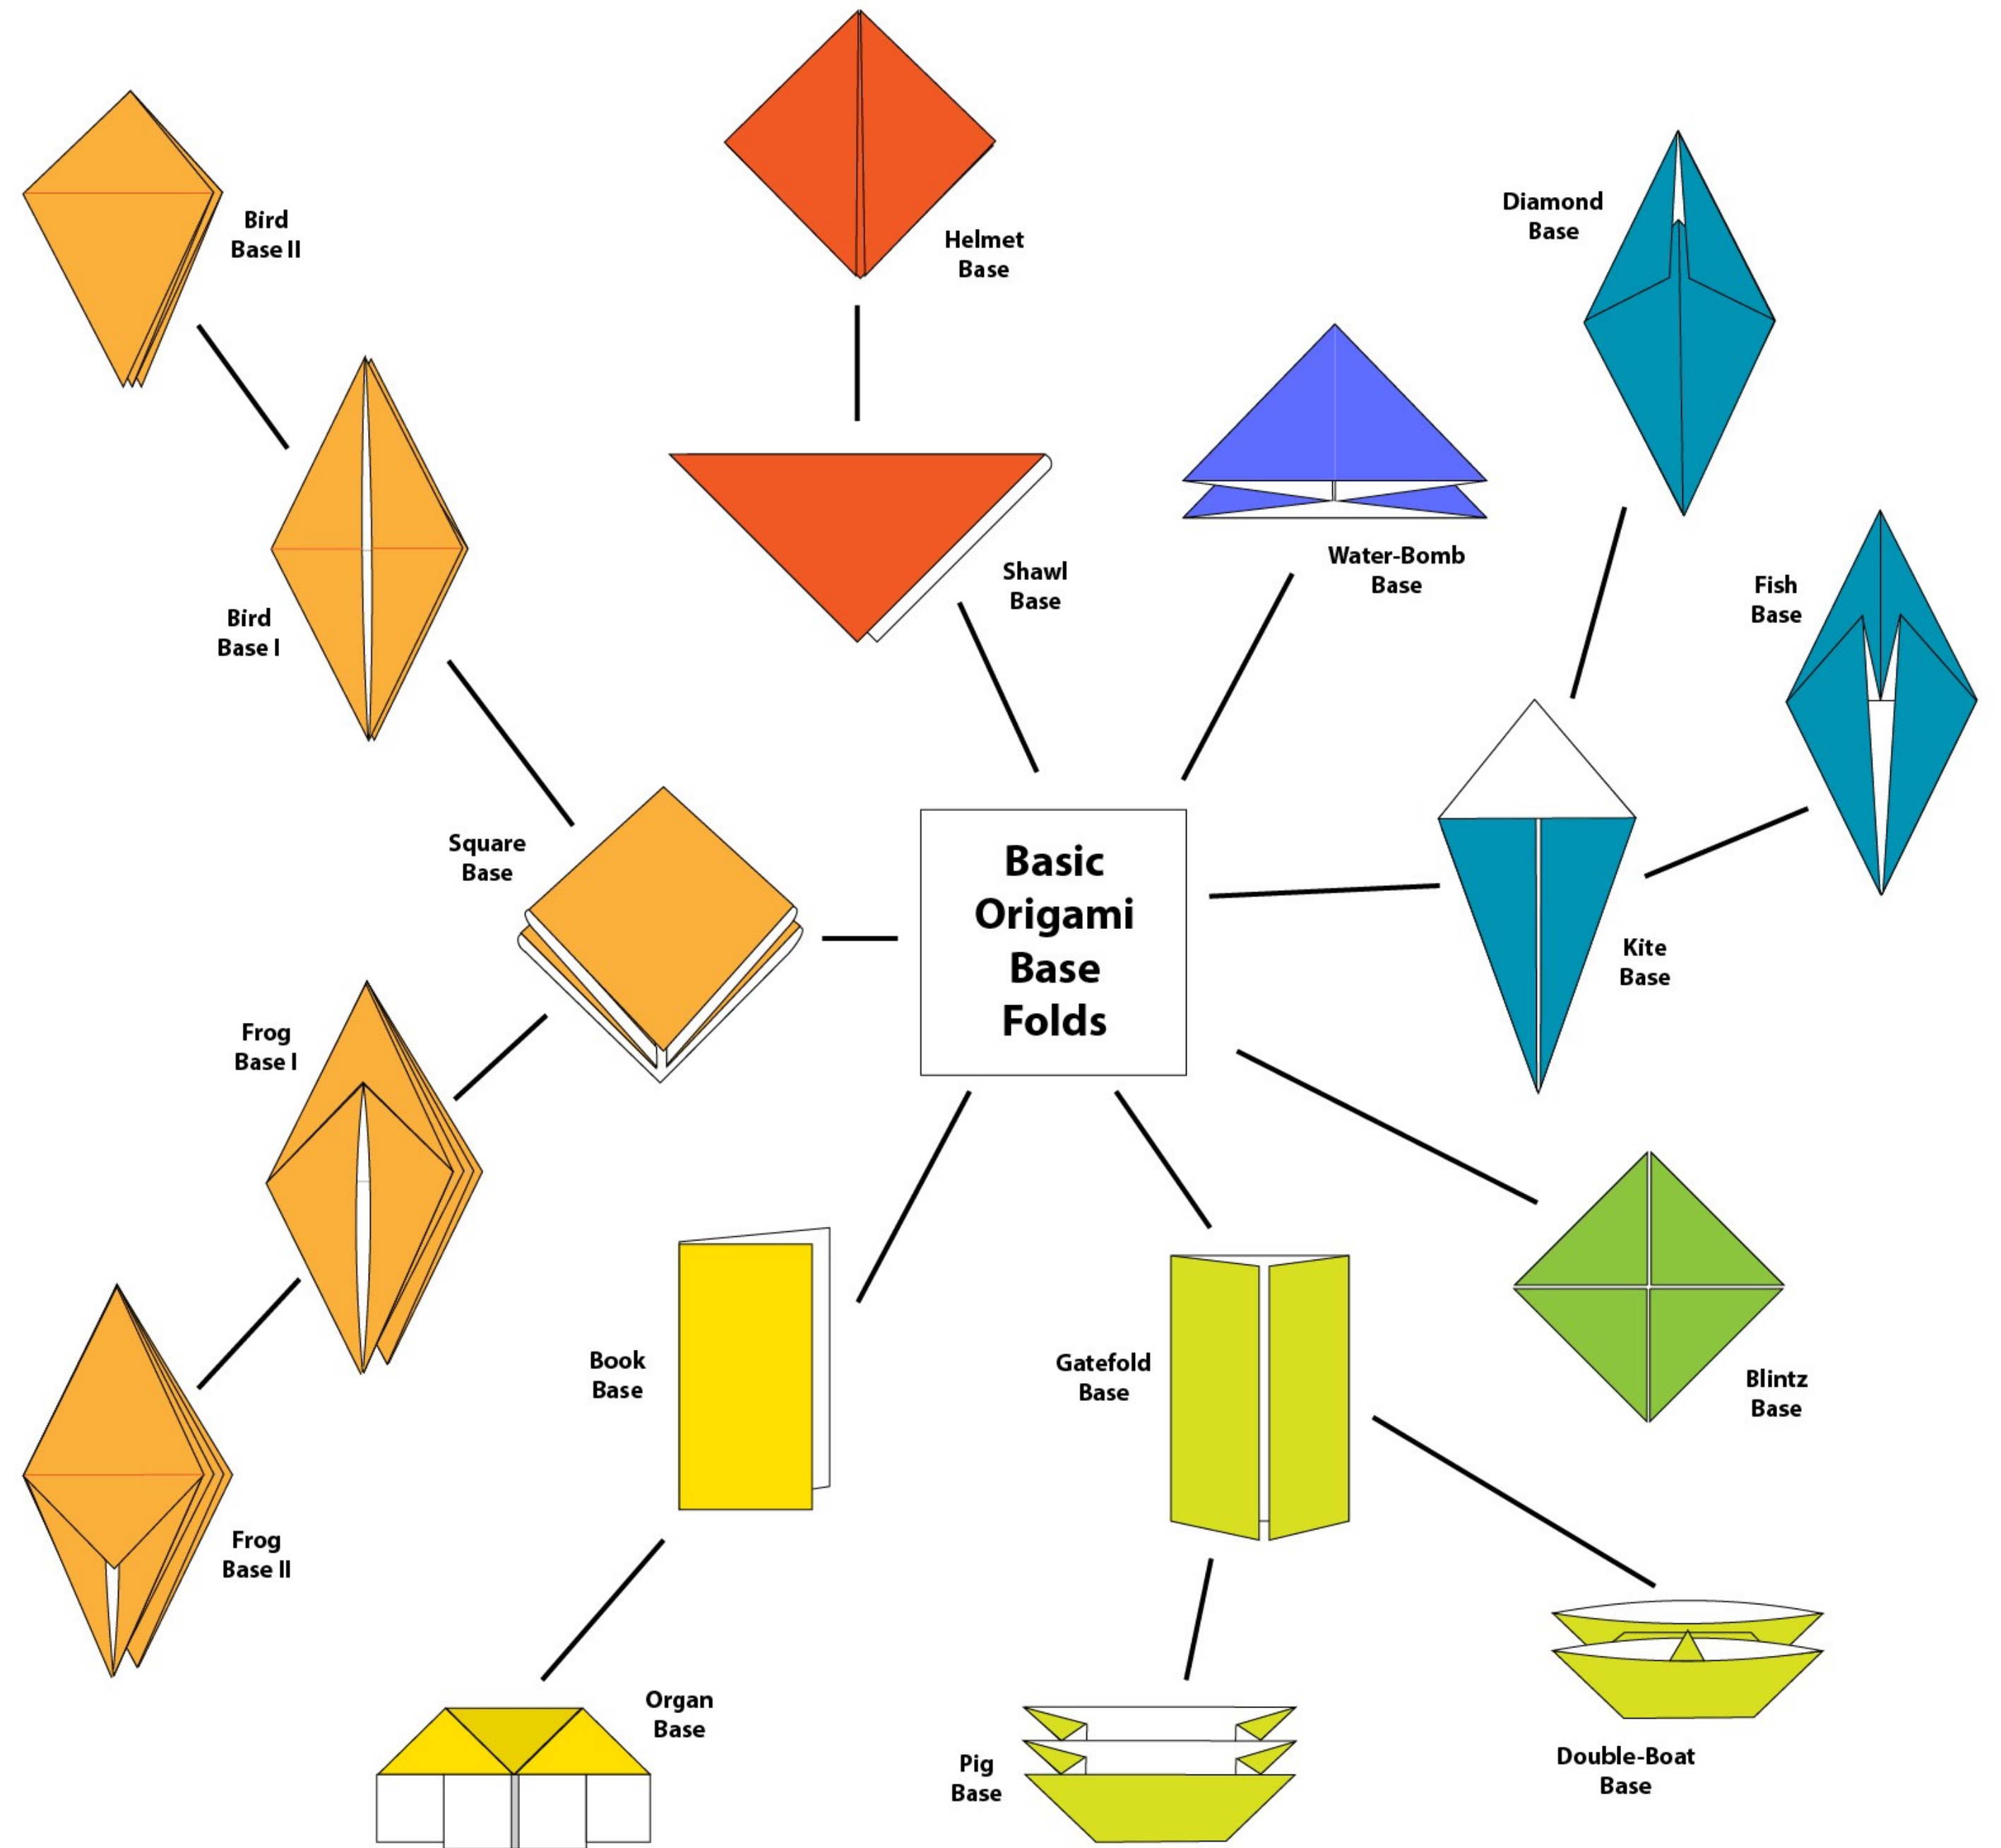 Bird
Base II
Helmet
Base
Diamond
Base
Bird
Base I
Shawl
Base
Water-Bomb
Base
Fish
Base
Square
Base
Basic
Origami
Base
Folds
Kite
Base
Frog
Base I
Book
Base
Gatefold
Base
Blintz
Base
Frog
Base II
Organ
Base
Pig
Base
Double-Boat
Base